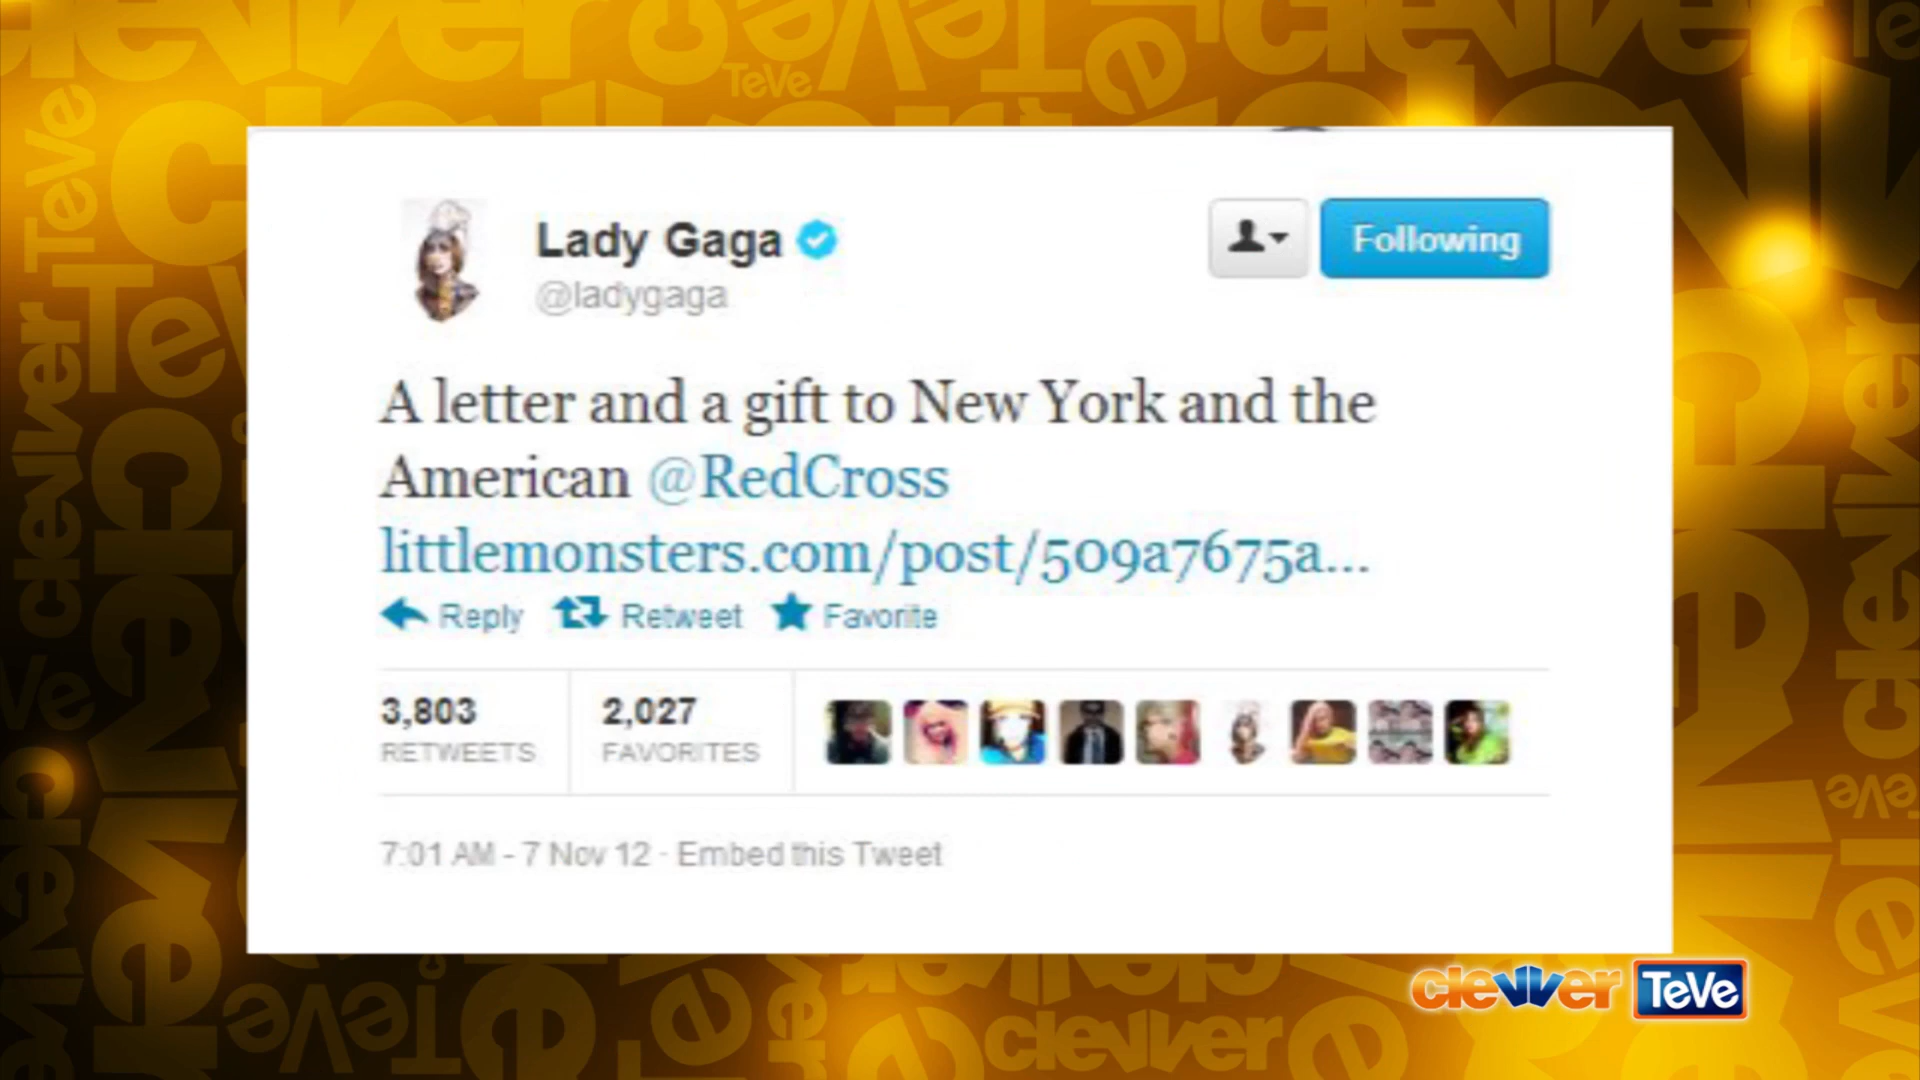 Lady Gaga
@ladygaga
Following
A letter and a gift to New York and the
American @RedCross
littlemonsters.com/post/509a7675a...
Reply Retweet Favorite
3,803 2,027
RETWEETS FAVORITES
7:01 AM - 7 Nov 12 · Embed this Tweet
clevver TeVe